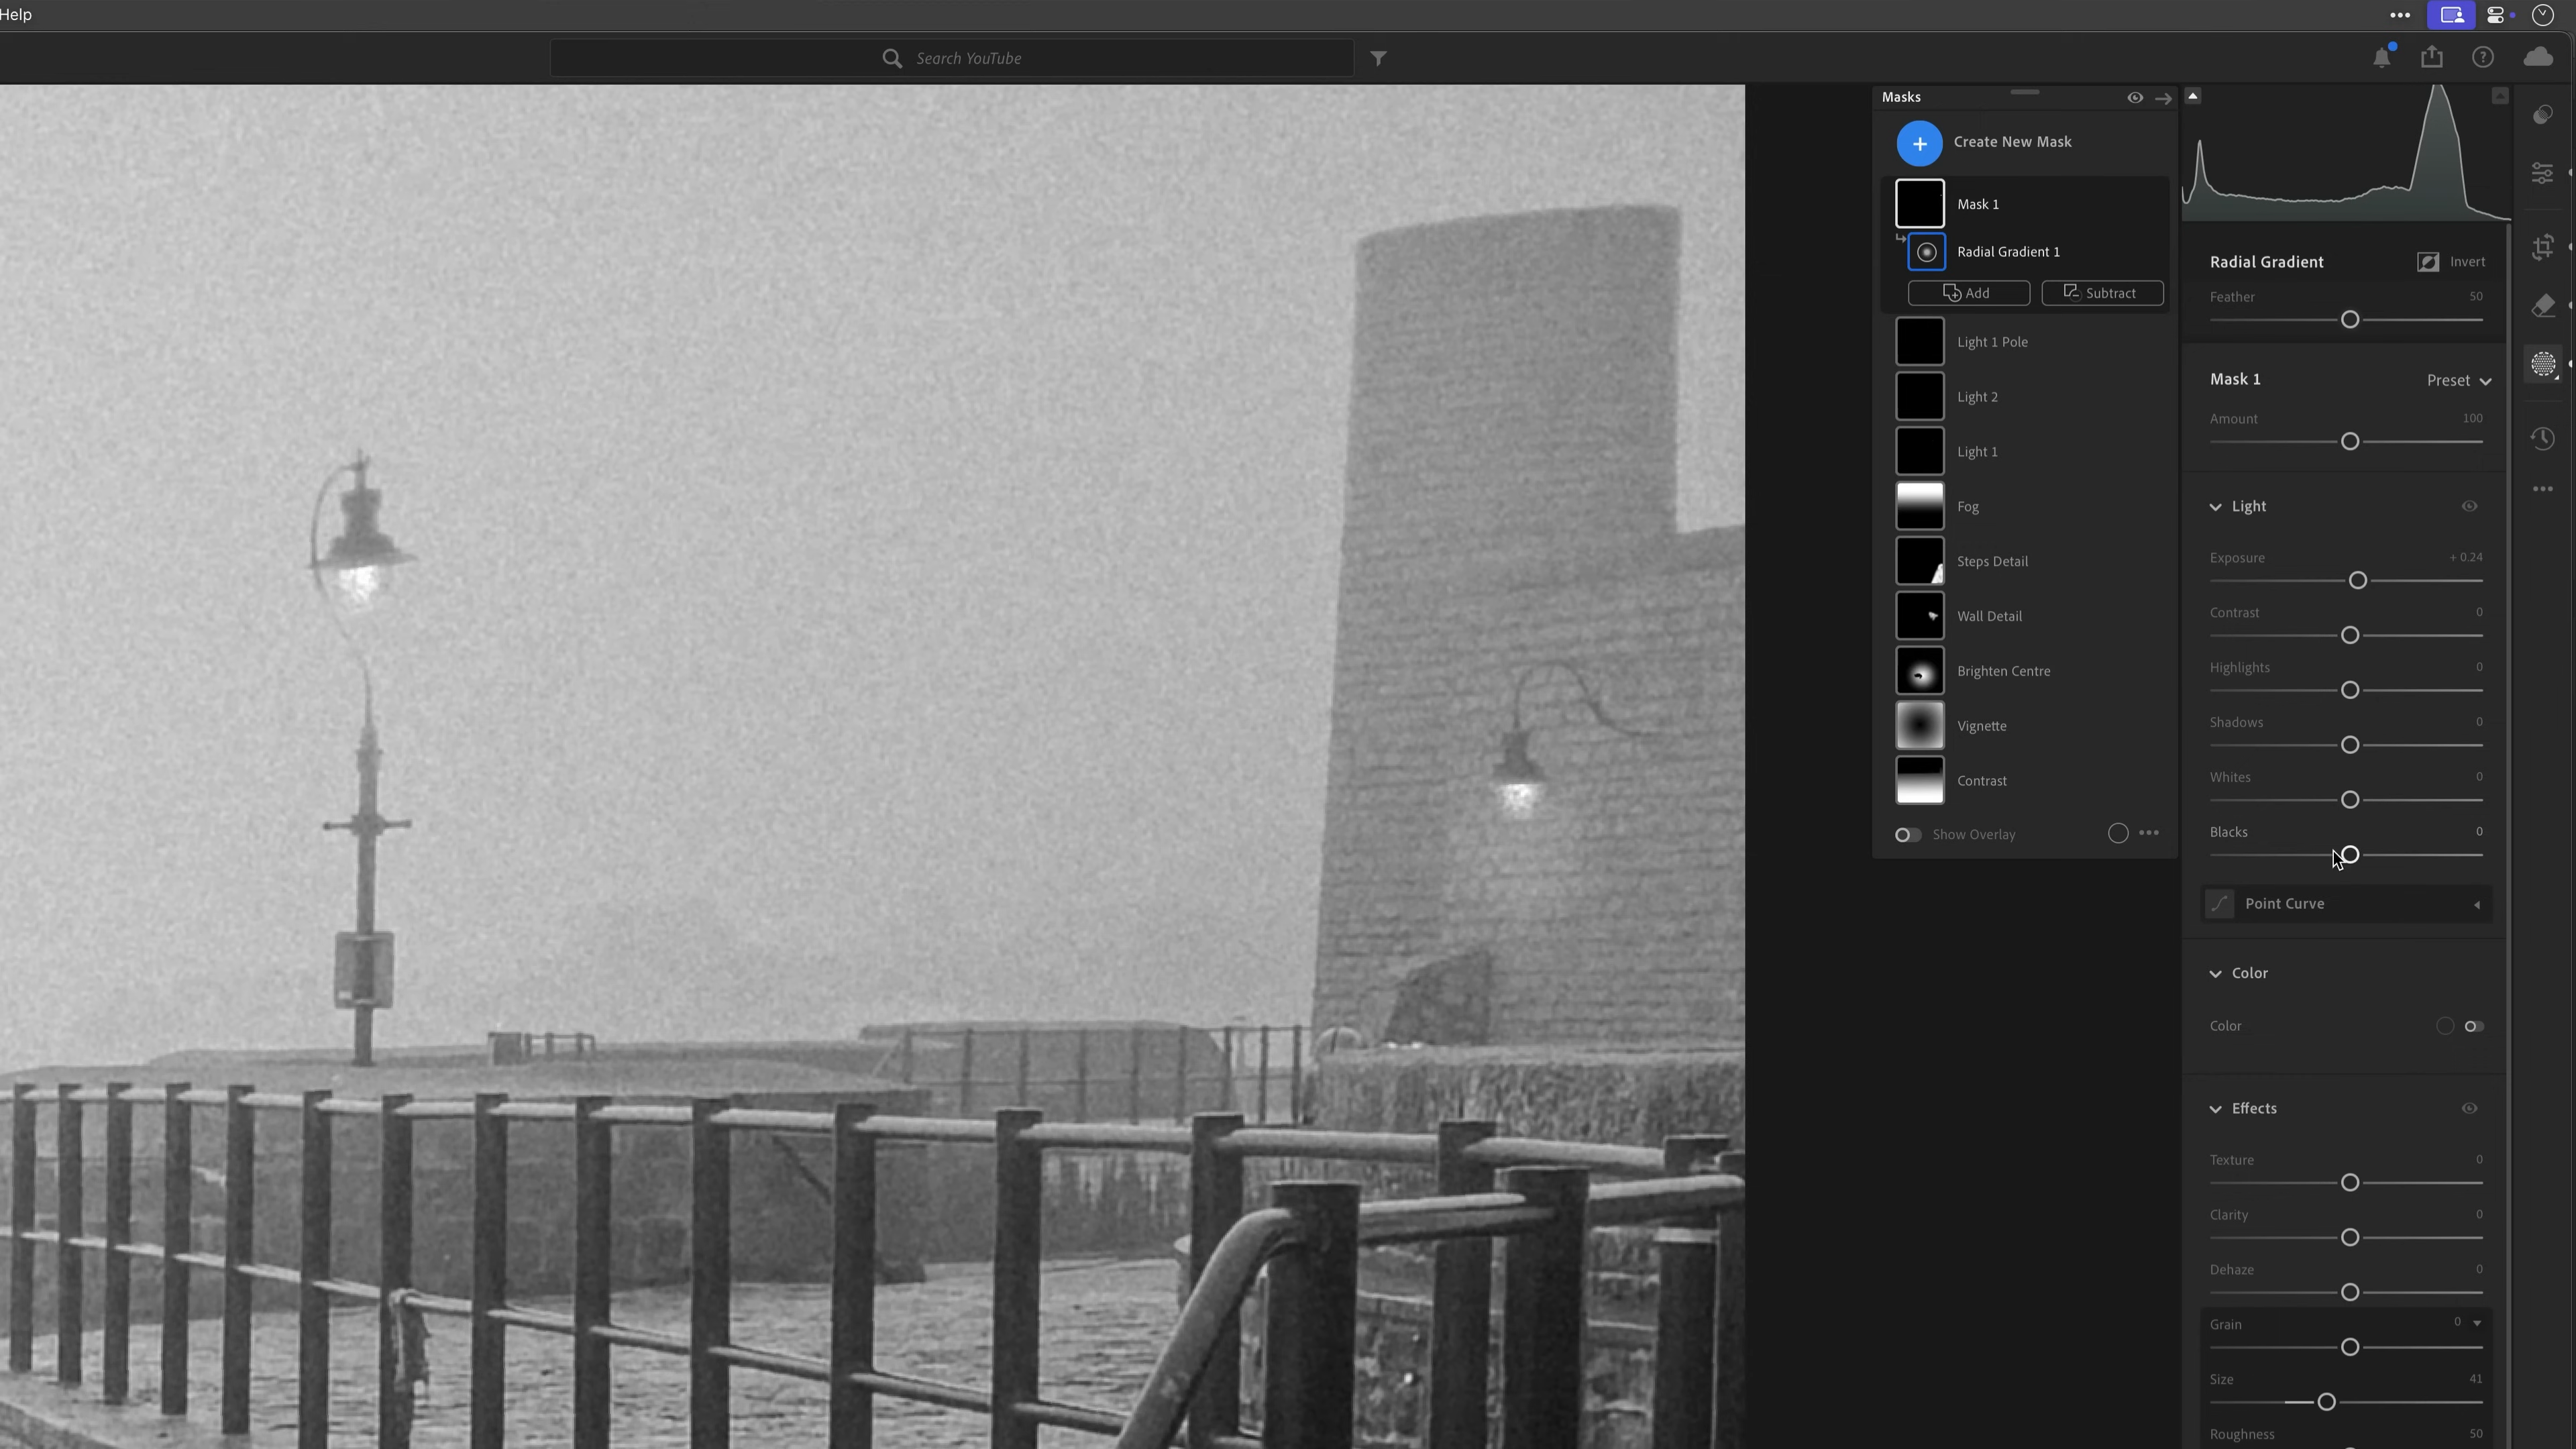 Help
Search YouTube
Masks
Create New Mask
Mask 1
Radial Gradient 1
Add
Subtract
Light 1 Pole
Light 2
Light 1
Fog
Steps Detail
Wall Detail
Brighten Centre
Vignette
Contrast
Show Overlay
Radial Gradient
Invert
Feather 50
Mask 1
Preset
Amount 100
Light
Exposure + 0.24
Contrast 0
Highlights 0
Shadows 0
Whites 0
Blacks 0
Point Curve
Color
Color
Effects
Texture 0
Clarity 0
Dehaze 0
Grain 0
Size 41
Roughness 50